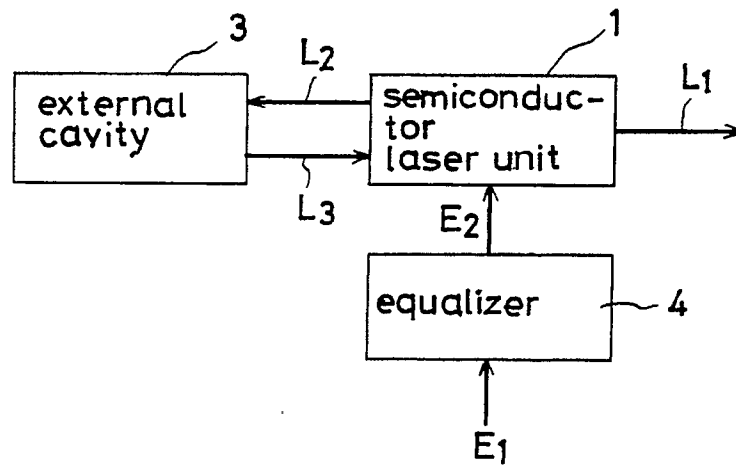 3
L2
1
external
cavity
semiconduc-
tor
laser unit
L1
L3
E2
equalizer
4
E1